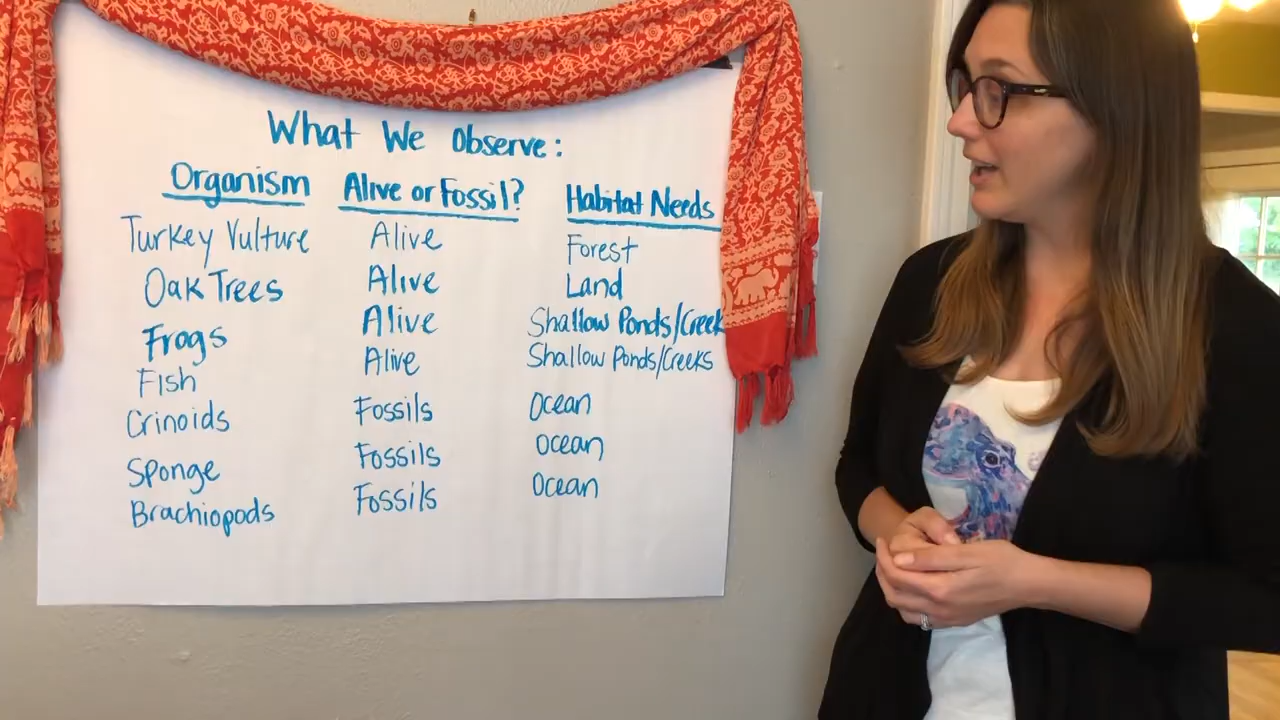 What We Observe:
Organism Alive or Fossil? Habitat Needs
Turkey Vulture Alive Forest
Oak Trees Alive Land
Frogs Alive Shallow Ponds/Creek
Fish Alive Shallow Ponds/Creeks
Crinoids Fossils Ocean
Sponge Fossils Ocean
Brachiopods Fossils Ocean